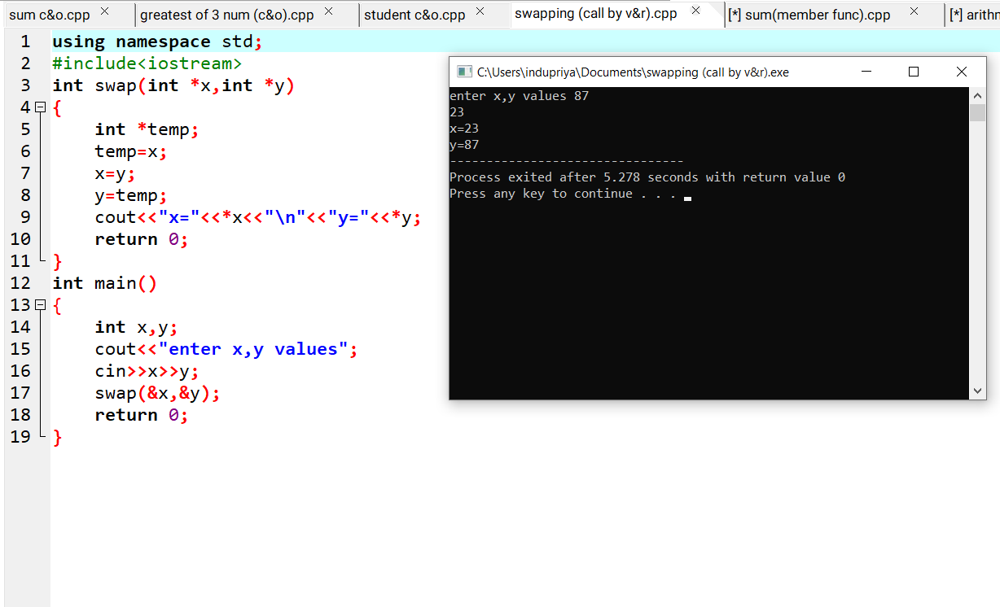 sum c&o.cpp × greatest of 3 num (c&o).cpp × student c&o.cpp × swapping (call by v&r).cpp × [*] sum(member func).cpp × [*] arithm
1 using namespace std;
2 #include<iostream>
3 int swap(int *x,int *y)
4 {
5 int *temp;
6 temp=x;
7 x=y;
8 y=temp;
9 cout<<"x="<<*x<<"\n"<<"y="<<*y;
10 return 0;
11 }
12 int main()
13 {
14 int x,y;
15 cout<<"enter x,y values";
16 cin>>x>>y;
17 swap(&x,&y);
18 return 0;
19 }
C:\Users\indupriya\Documents\swapping (call by v&r).exe
enter x,y values 87
23
x=23
y=87
--------------------------------
Process exited after 5.278 seconds with return value 0
Press any key to continue . . .